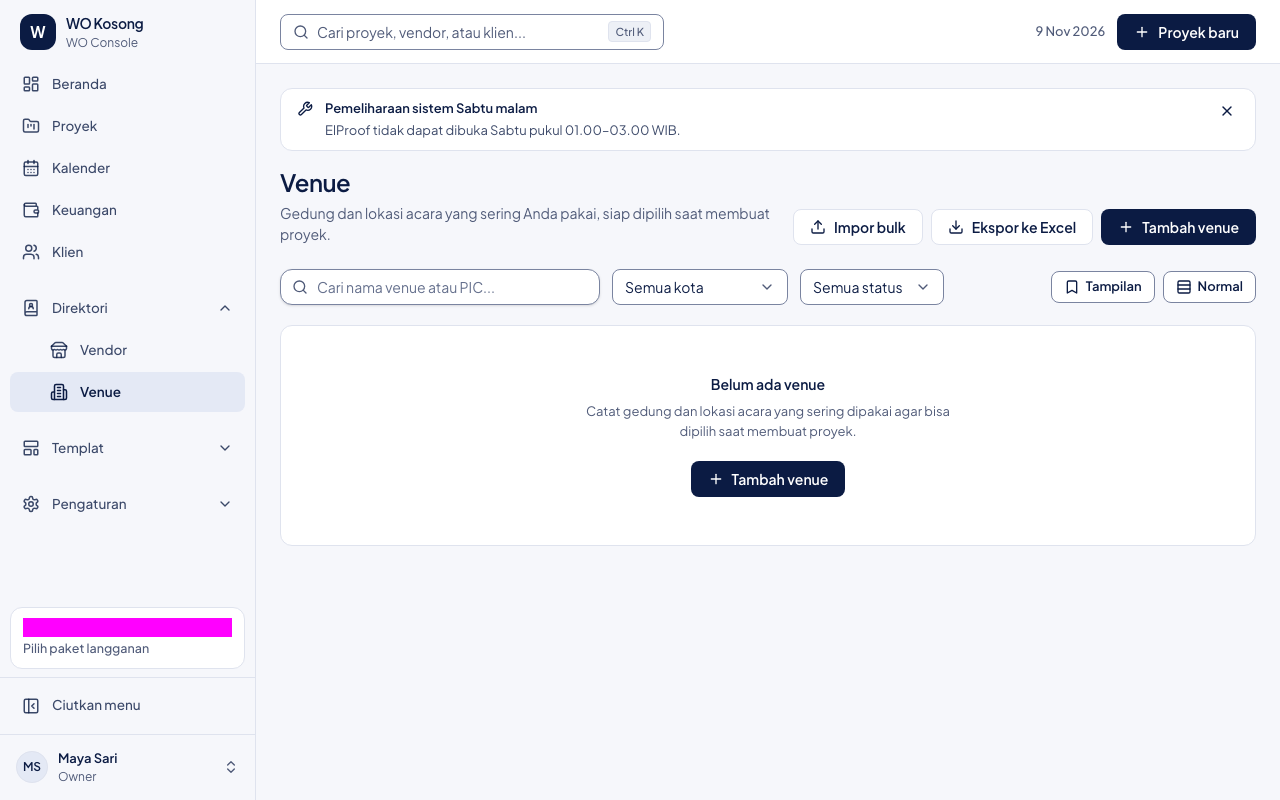 W
WO Kosong
WO Console
Beranda
Proyek
Kalender
Keuangan
Klien
Direktori
Vendor
Venue
Templat
Pengaturan
Pilih paket langganan
Ciutkan menu
MS
Maya Sari
Owner
Cari proyek, vendor, atau klien...
Ctrl K
9 Nov 2026
Proyek baru
Pemeliharaan sistem Sabtu malam
ElProof tidak dapat dibuka Sabtu pukul 01.00–03.00 WIB.
Venue
Gedung dan lokasi acara yang sering Anda pakai, siap dipilih saat membuat
proyek.
Impor bulk
Ekspor ke Excel
Tambah venue
Cari nama venue atau PIC...
Semua kota
Semua status
Tampilan
Normal
Belum ada venue
Catat gedung dan lokasi acara yang sering dipakai agar bisa
dipilih saat membuat proyek.
Tambah venue